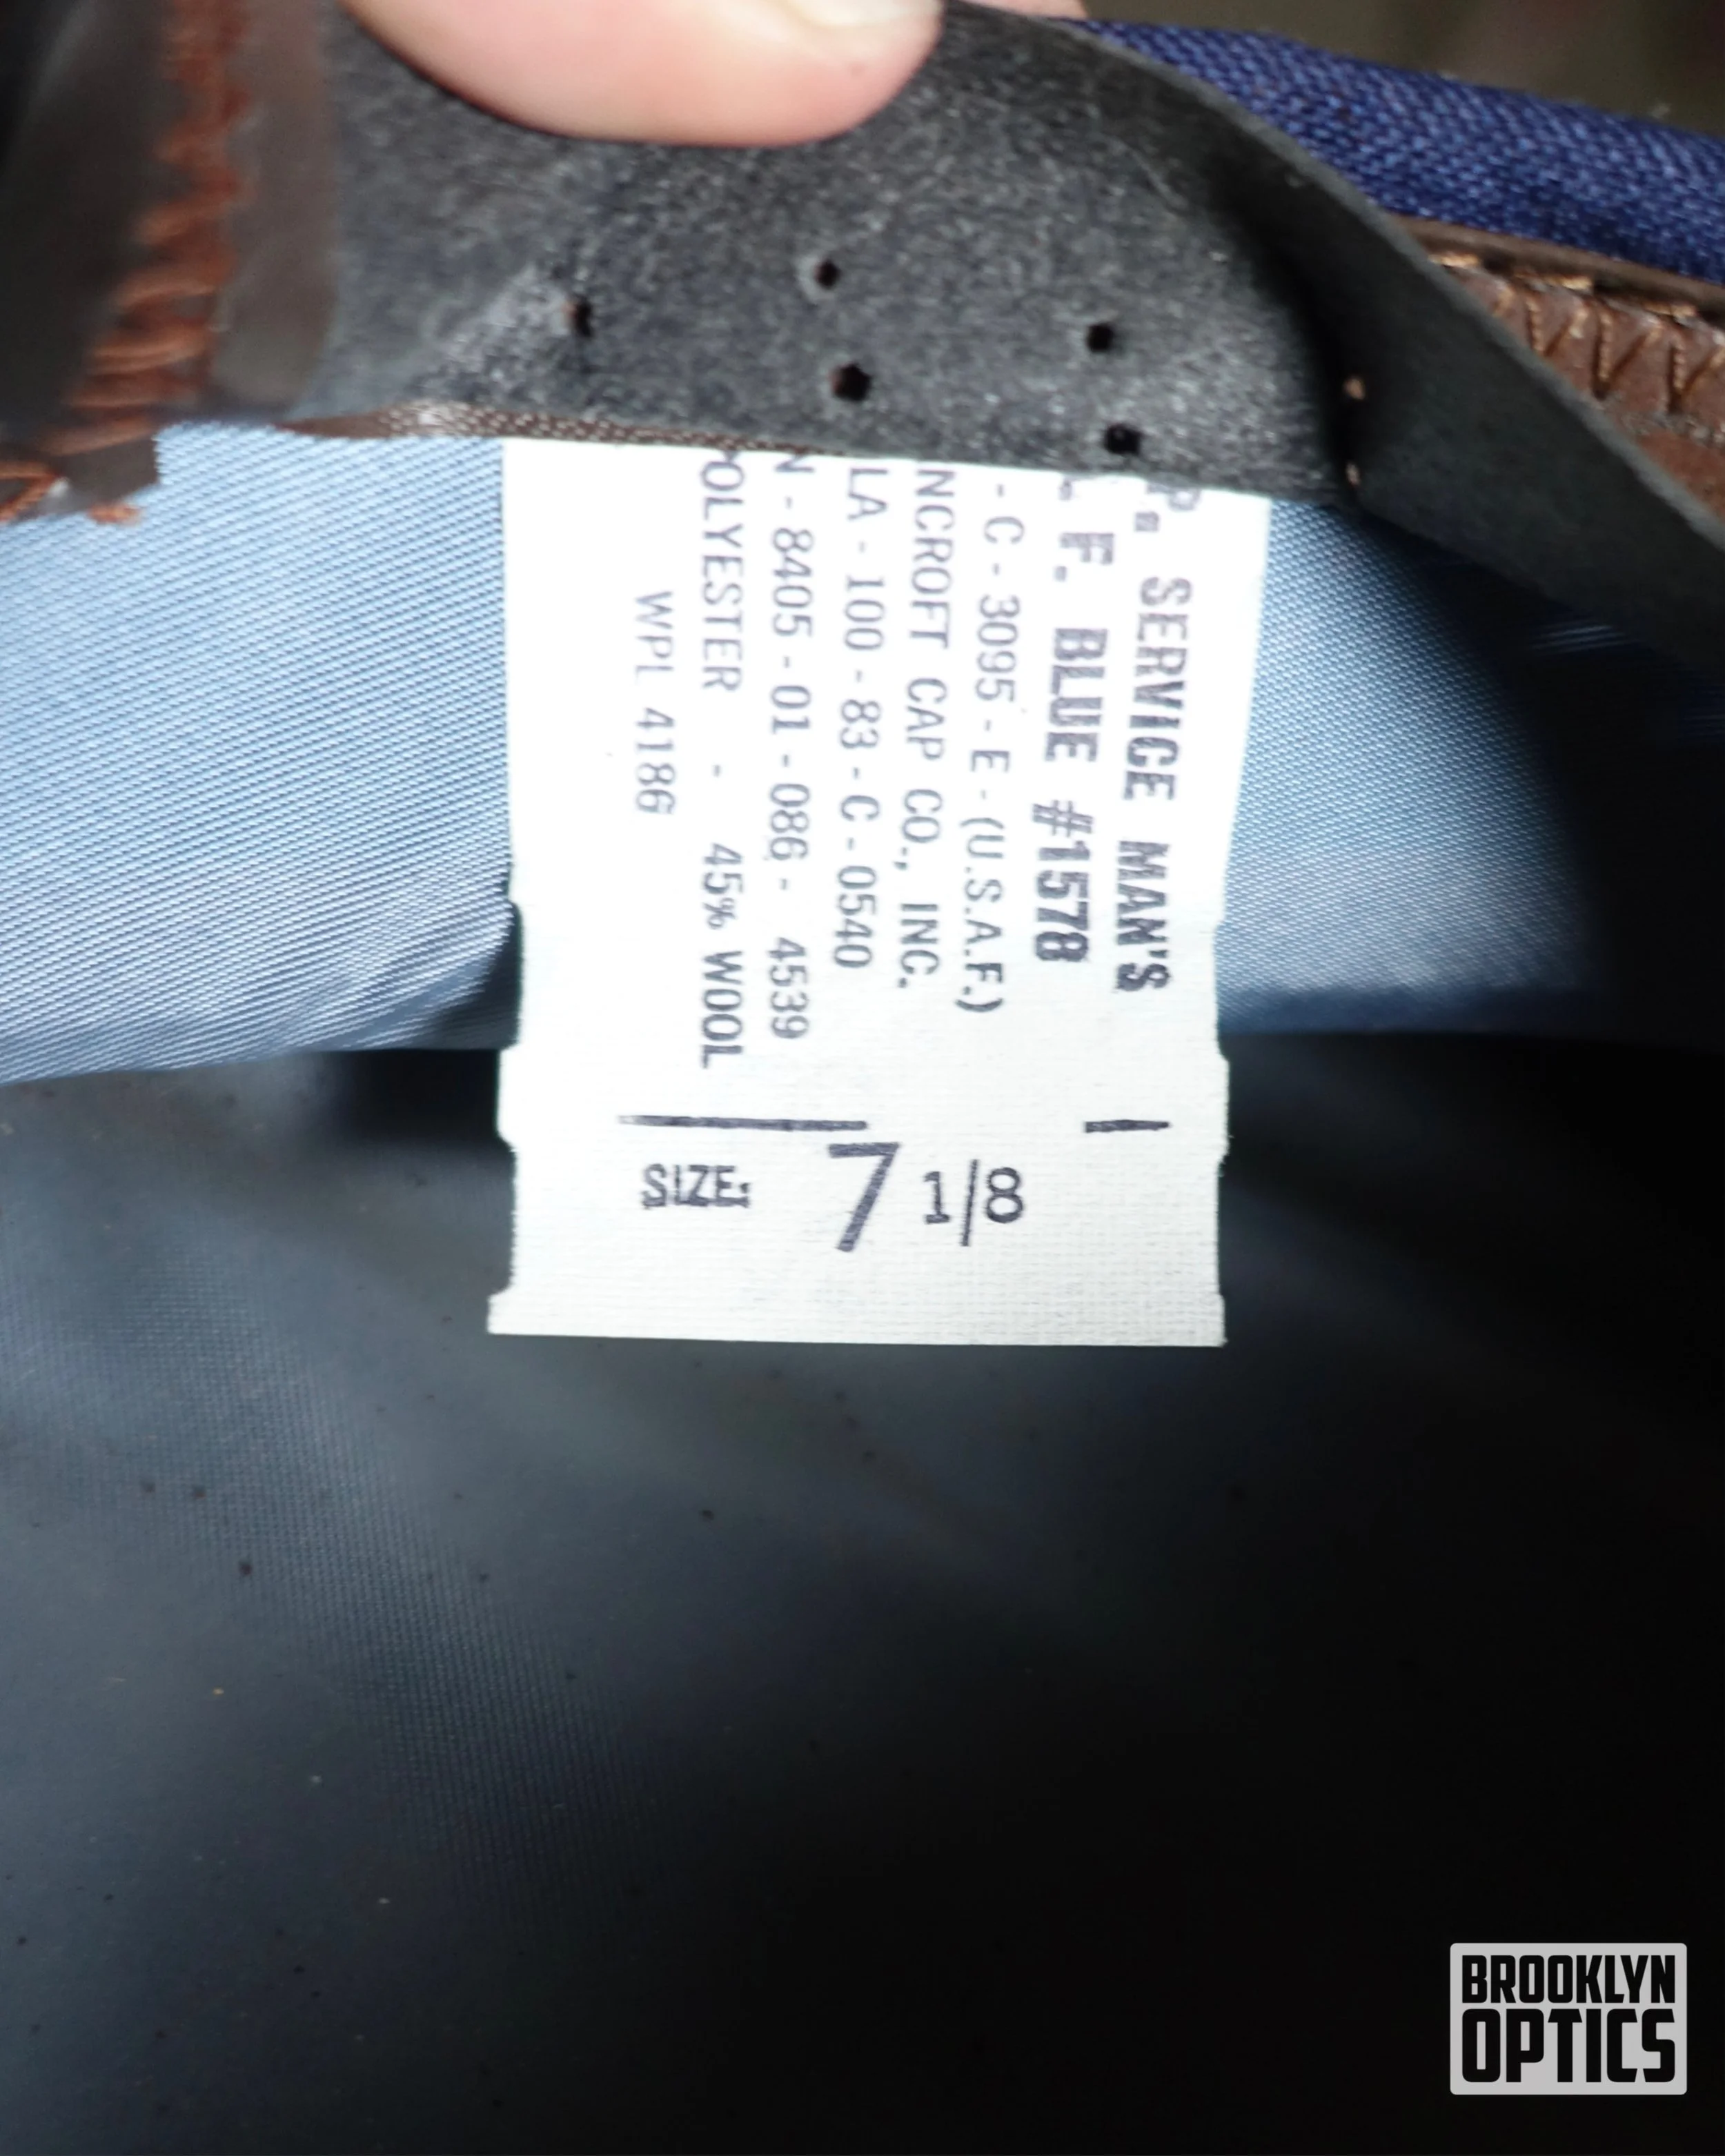 P. SERVICE MAN'S
. F. BLUE #1578
- C - 3095 - E - (U.S.A.F.)
NCROFT CAP CO., INC.
LA - 100 - 83 - C - 0540
N - 8405 - 01 - 086 - 4539
POLYESTER - 45% WOOL
WPL 4186
SIZE: 7 1/8
BROOKLYN
OPTICS